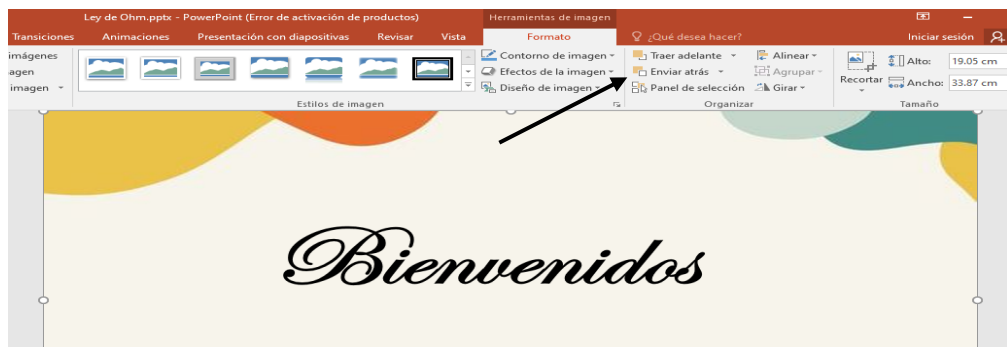 Ley de Ohm.pptx - PowerPoint (Error de activación de productos) Herramientas de imagen
Transiciones Animaciones Presentación con diapositivas Revisar Vista Formato ¿Qué desea hacer? Iniciar sesión
imágenes Contorno de imagen Traer adelante Alinear Alto: 19.05 cm
agen Efectos de la imagen Enviar atrás Agrupar Recortar Ancho: 33.87 cm
imagen Diseño de imagen Panel de selección Girar
Estilos de imagen Organizar Tamaño
Bienvenidos